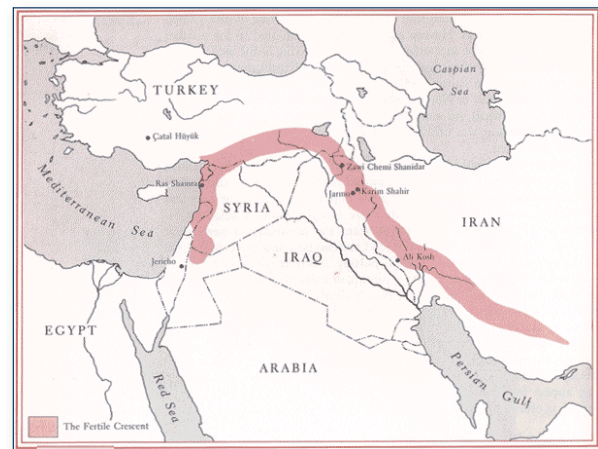 Caspian
Sea
TURKEY
Çatal Hüyük
Zawi Chemi Shanidar
Ras Shamra
Jarmo
Karim Shahir
Mediterranean Sea
SYRIA
IRAN
IRAQ
Ali Kosh
Jericho
EGYPT
ARABIA
Persian Gulf
Red Sea
The Fertile Crescent